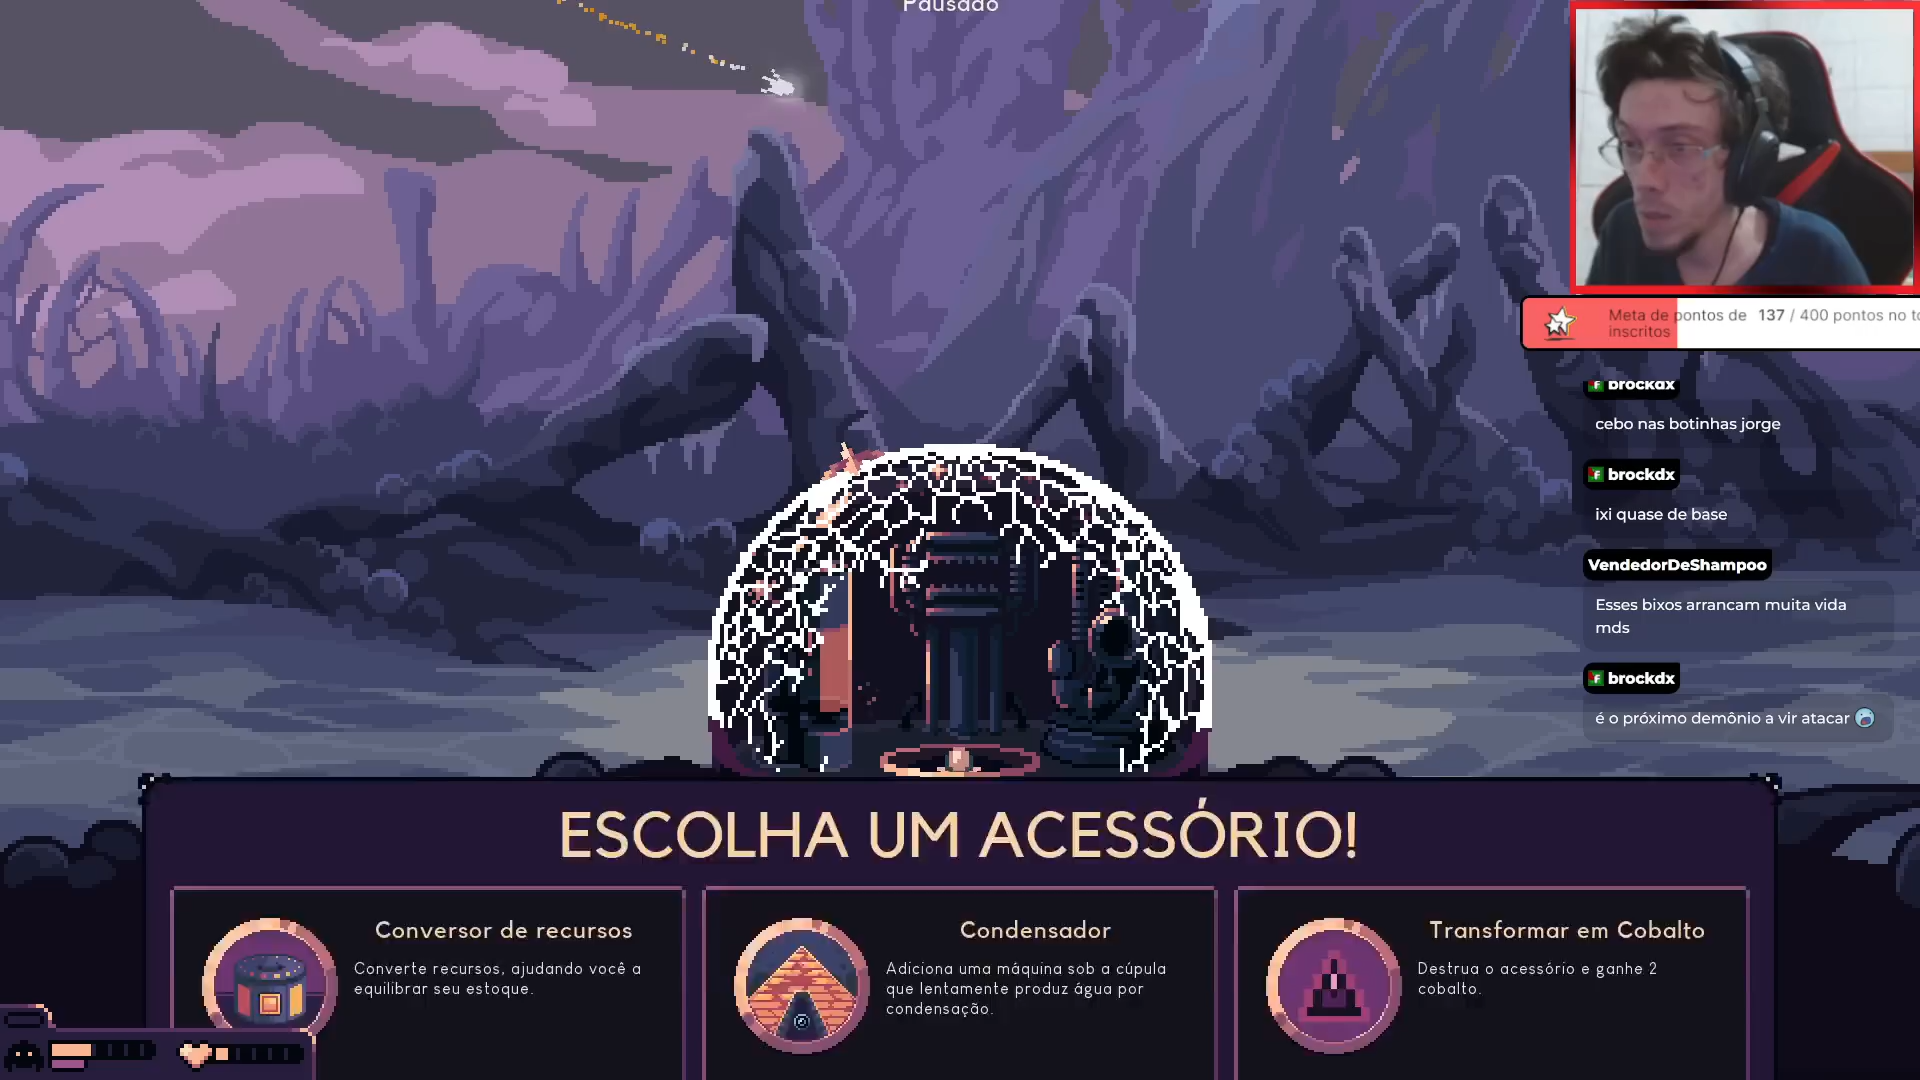 Pausado
Meta de pontos de 137 / 400 pontos no to
inscritos
brockdx
cebo nas botinhas jorge
brockdx
ixi quase de base
VendedorDeShampoo
Esses bixos arrancam muita vida
mds
brockdx
é o próximo demônio a vir atacar
ESCOLHA UM ACESSÓRIO!
Conversor de recursos
Converte recursos, ajudando você a
equilibrar seu estoque.
Condensador
Adiciona uma máquina sob a cúpula
que lentamente produz água por
condensação.
Transformar em Cobalto
Destrua o acessório e ganhe 2
cobalto.